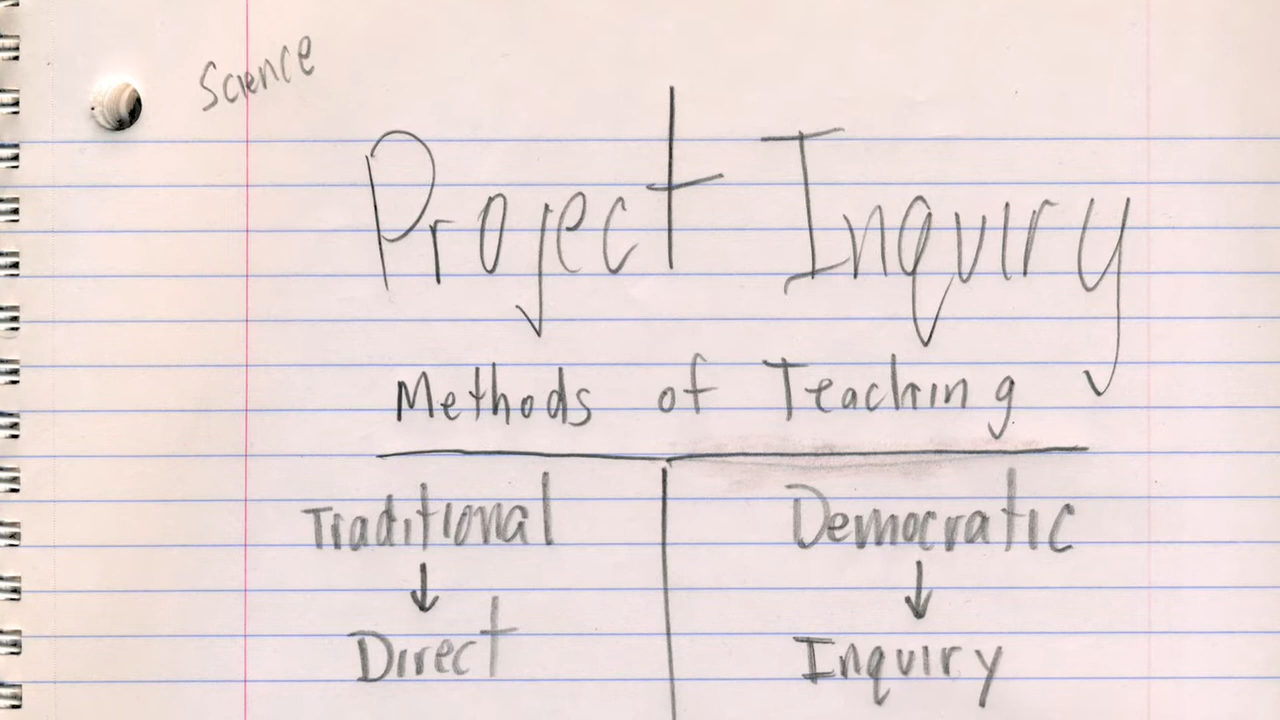 Science
Project Inquiry
Methods of Teaching
Traditional Democratic
↓ ↓
Direct Inquiry